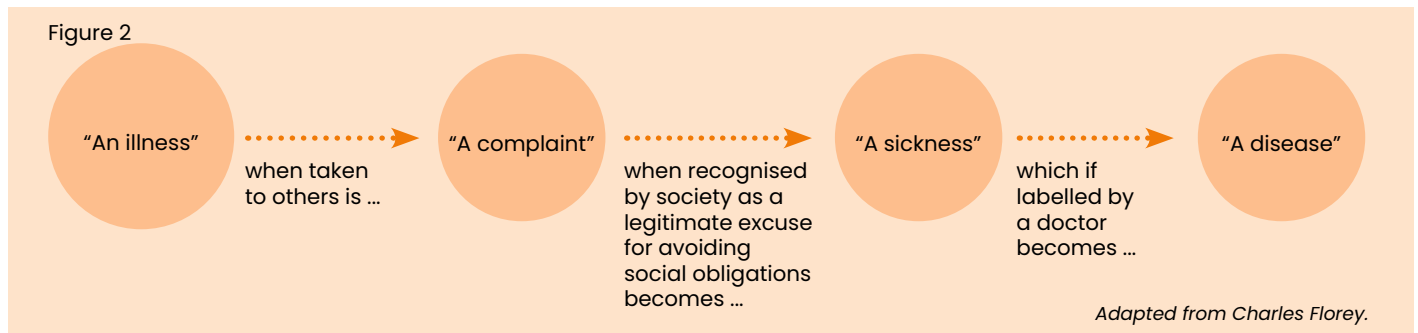 Figure 2
“An illness”
when taken
to others is ...
“A complaint”
when recognised
by society as a
legitimate excuse
for avoiding
social obligations
becomes ...
“A sickness”
which if
labelled by
a doctor
becomes ...
“A disease”
Adapted from Charles Florey.